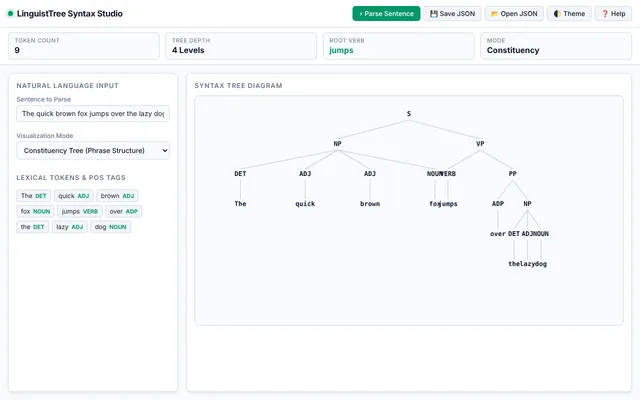 LinguistTree Syntax Studio
⚡ Parse Sentence
💾 Save JSON
📂 Open JSON
🌓 Theme
❓ Help
TOKEN COUNT
9
TREE DEPTH
4 Levels
ROOT VERB
jumps
MODE
Constituency
NATURAL LANGUAGE INPUT
Sentence to Parse
The quick brown fox jumps over the lazy dog
Visualization Mode
Constituency Tree (Phrase Structure)
LEXICAL TOKENS & POS TAGS
The DET quick ADJ brown ADJ
fox NOUN jumps VERB over ADP
the DET lazy ADJ dog NOUN
SYNTAX TREE DIAGRAM
S
NP VP
DET ADJ ADJ NOUN VERB PP
The quick brown fox jumps ADP NP
over DET ADJ NOUN
the lazy dog